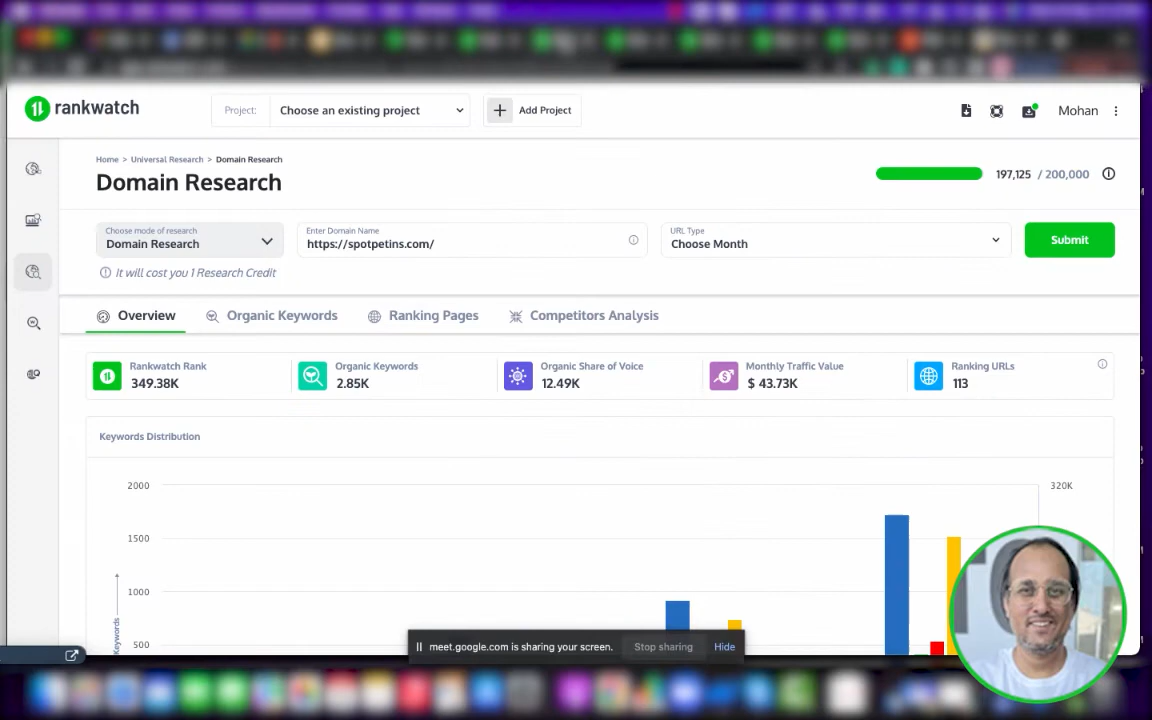 rankwatch
Project: Choose an existing project
Add Project
Mohan
Home > Universal Research > Domain Research
Domain Research
197,125 / 200,000
Choose mode of research
Domain Research
Enter Domain Name
https://spotpetins.com/
URL Type
Choose Month
Submit
It will cost you 1 Research Credit
Overview
Organic Keywords
Ranking Pages
Competitors Analysis
Rankwatch Rank
349.38K
Organic Keywords
2.85K
Organic Share of Voice
12.49K
Monthly Traffic Value
$ 43.73K
Ranking URLs
113
Keywords Distribution
2000
320K
1500
1000
500
Keywords
meet.google.com is sharing your screen.
Stop sharing
Hide